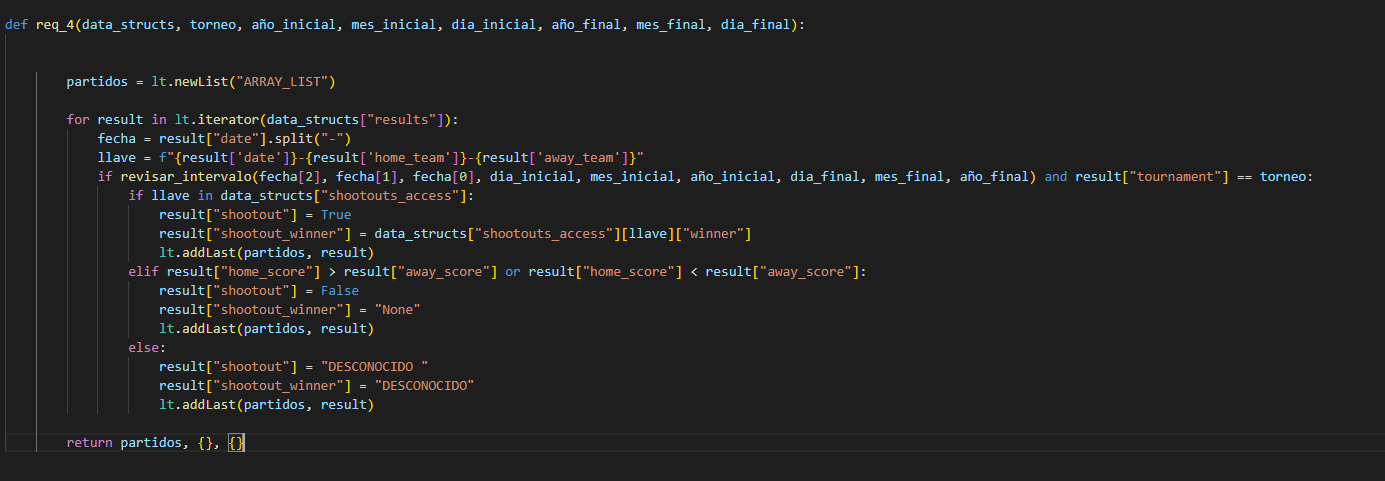 def req_4(data_structs, torneo, año_inicial, mes_inicial, dia_inicial, año_final, mes_final, dia_final):
partidos = lt.newList("ARRAY_LIST")
for result in lt.iterator(data_structs["results"]):
fecha = result["date"].split("-")
llave = f"{result['date']}-{result['home_team']}-{result['away_team']}"
if revisar_intervalo(fecha[2], fecha[1], fecha[0], dia_inicial, mes_inicial, año_inicial, dia_final, mes_final, año_final) and result["tournament"] == torneo:
if llave in data_structs["shootouts_access"]:
result["shootout"] = True
result["shootout_winner"] = data_structs["shootouts_access"][llave]["winner"]
lt.addLast(partidos, result)
elif result["home_score"] > result["away_score"] or result["home_score"] < result["away_score"]:
result["shootout"] = False
result["shootout_winner"] = "None"
lt.addLast(partidos, result)
else:
result["shootout"] = "DESCONOCIDO "
result["shootout_winner"] = "DESCONOCIDO"
lt.addLast(partidos, result)
return partidos, {}, {}